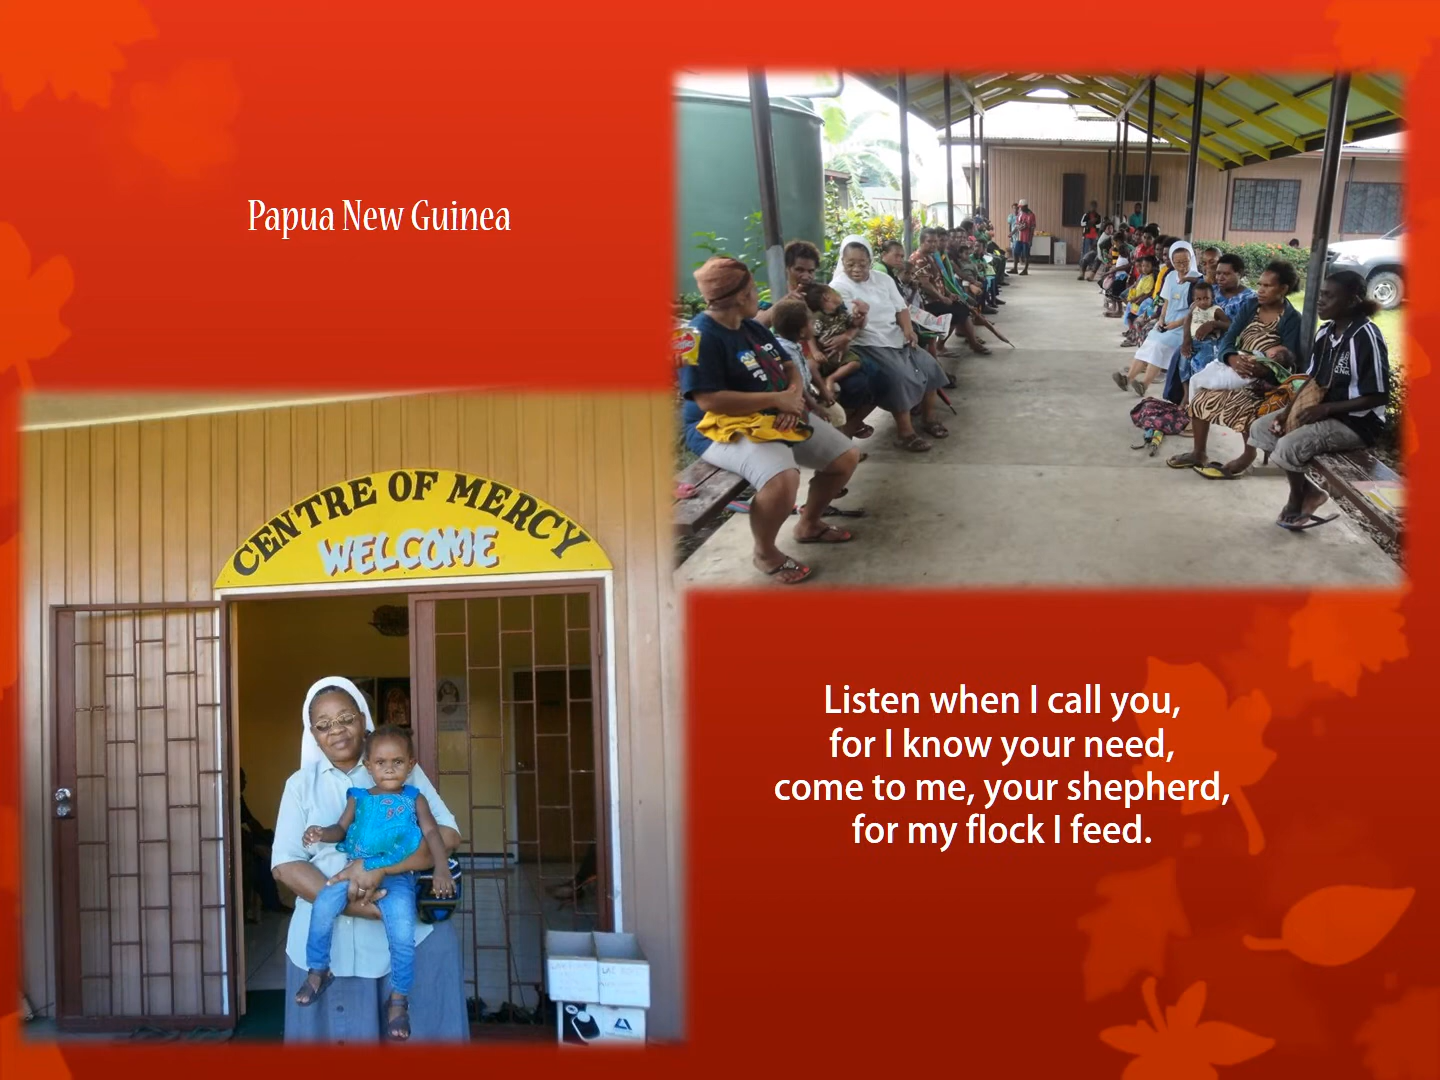 Papua New Guinea
CENTRE OF MERCY
WELCOME
Listen when I call you,
for I know your need,
come to me, your shepherd,
for my flock I feed.